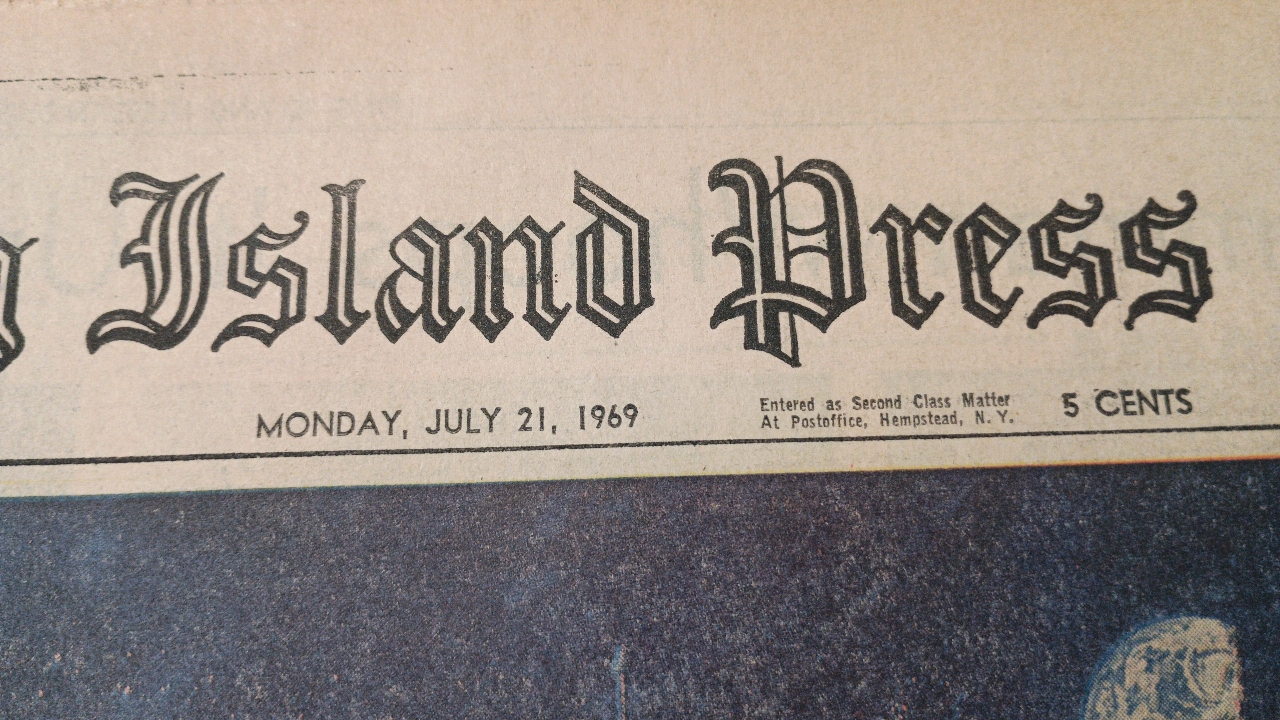 g Island Press
MONDAY, JULY 21, 1969
Entered as Second Class Matter
At Postoffice, Hempstead, N. Y.
5 CENTS